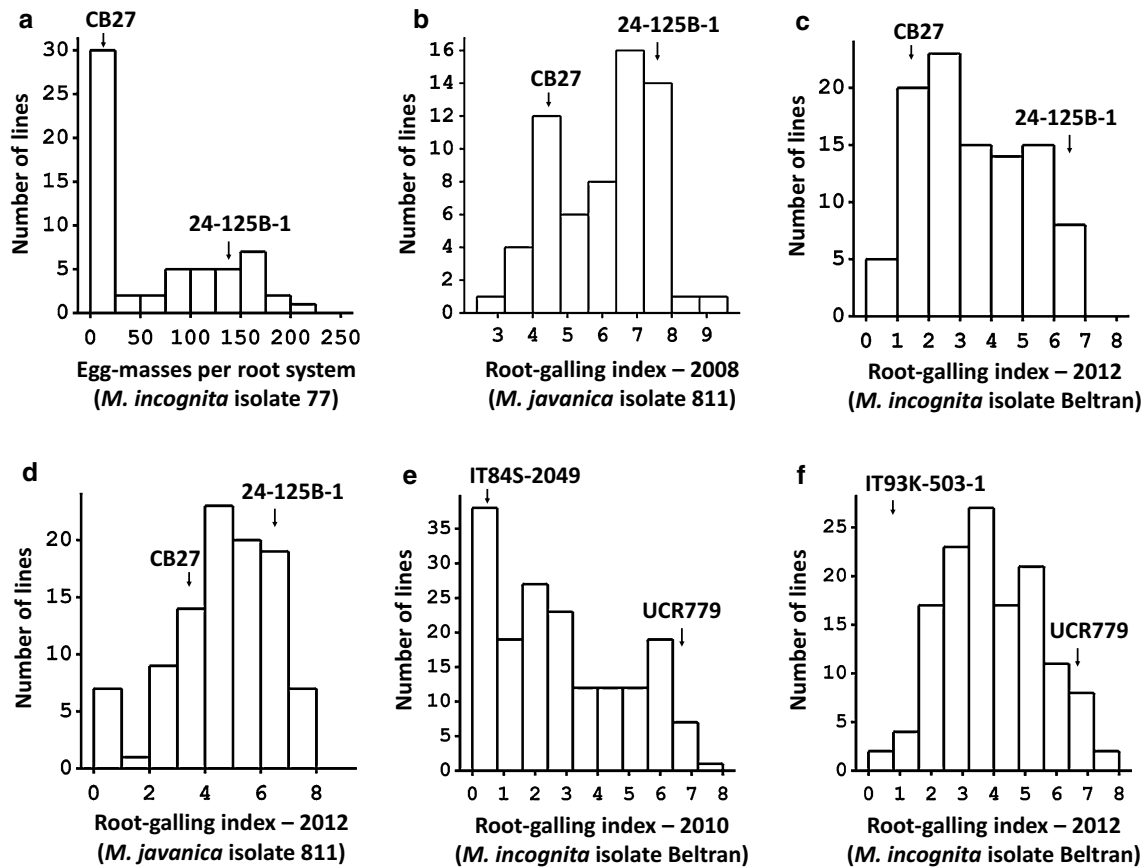 a
CB27
24-125B-1
Number of lines
30
25
20
15
10
5
0
0 50 100 150 200 250
Egg-masses per root system
(M. incognita isolate 77)
b
24-125B-1
CB27
Number of lines
16
14
12
10
8
6
4
2
0
3 4 5 6 7 8 9
Root-galling index – 2008
(M. javanica isolate 811)
c
CB27
24-125B-1
Number of lines
20
15
10
5
0
0 1 2 3 4 5 6 7 8
Root-galling index – 2012
(M. incognita isolate Beltran)
d
24-125B-1
CB27
Number of lines
20
15
10
5
0
0 2 4 6 8
Root-galling index – 2012
(M. javanica isolate 811)
e
IT84S-2049
UCR779
Number of lines
35
30
25
20
15
10
5
0
0 1 2 3 4 5 6 7 8
Root-galling index – 2010
(M. incognita isolate Beltran)
f
IT93K-503-1
UCR779
Number of lines
25
20
15
10
5
0
0 1 2 3 4 5 6 7 8
Root-galling index – 2012
(M. incognita isolate Beltran)